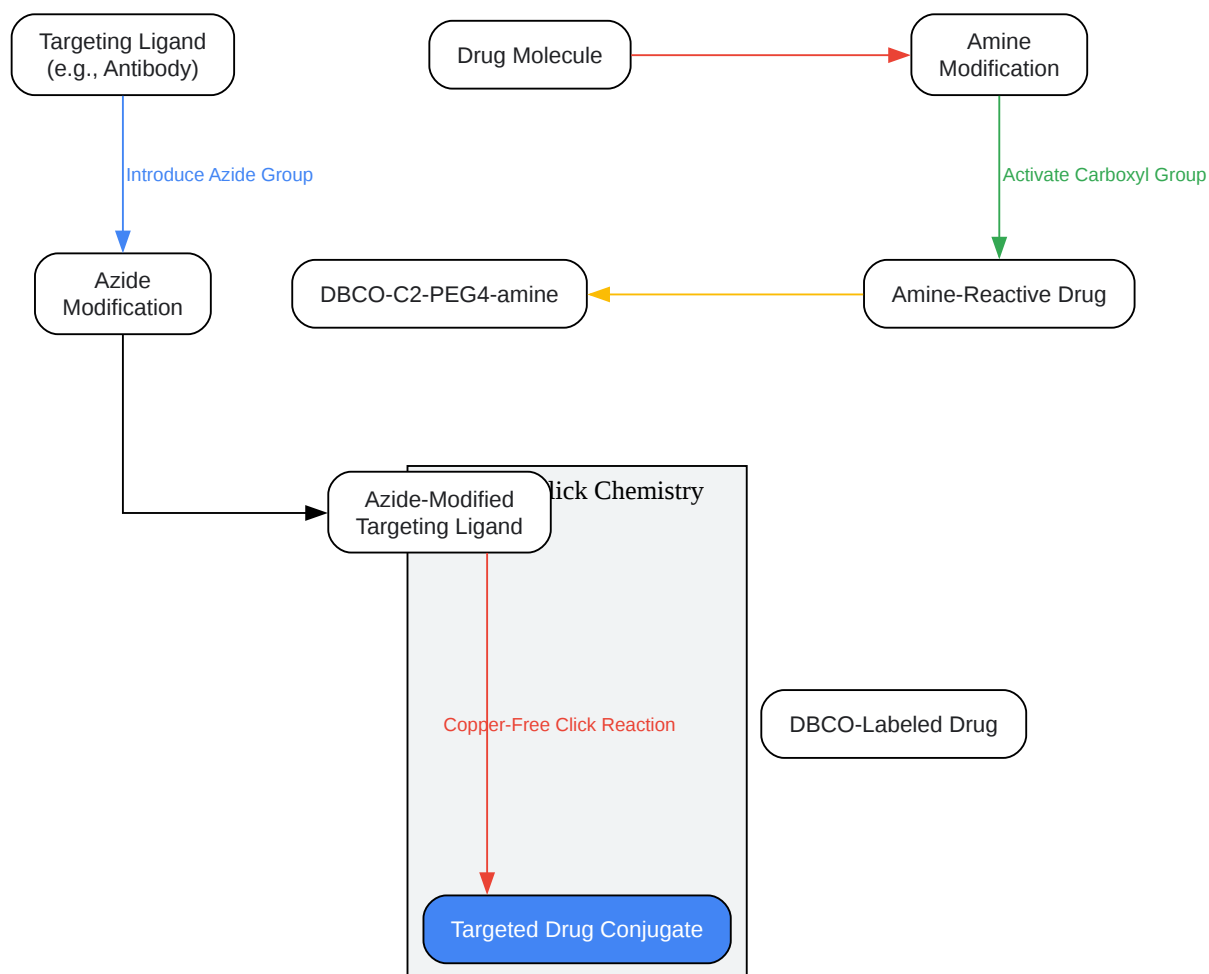 Targeting Ligand
(e.g., Antibody)
Drug Molecule
Amine
Modification
Introduce Azide Group
Activate Carboxyl Group
Azide
Modification
DBCO-C2-PEG4-amine
Amine-Reactive Drug
Azide-Modified
Targeting Ligand
lick Chemistry
Copper-Free Click Reaction
DBCO-Labeled Drug
Targeted Drug Conjugate